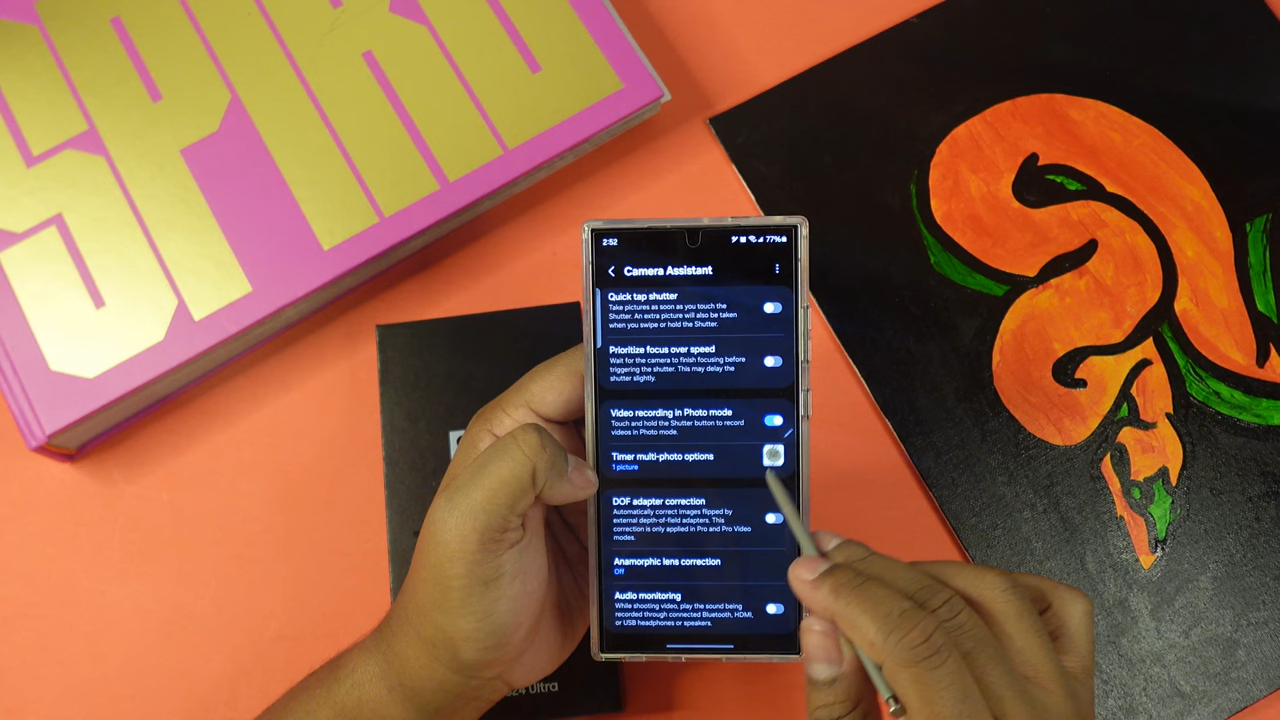 2:52
77%
Camera Assistant
Quick tap shutter
Take pictures as soon as you touch the
Shutter. An extra picture will also be taken
when you swipe or hold the Shutter.
Prioritize focus over speed
Wait for the camera to finish focusing before
triggering the shutter. This may delay the
shutter slightly.
Video recording in Photo mode
Touch and hold the Shutter button to record
videos in Photo mode.
Timer multi-photo options
1 picture
DOF adapter correction
Automatically correct images flipped by
external depth-of-field adapters. This
correction is only applied in Pro and Pro Video
modes.
Anamorphic lens correction
Off
Audio monitoring
While shooting video, play the sound being
recorded through connected Bluetooth, HDMI,
or USB headphones or speakers.
S24 Ultra